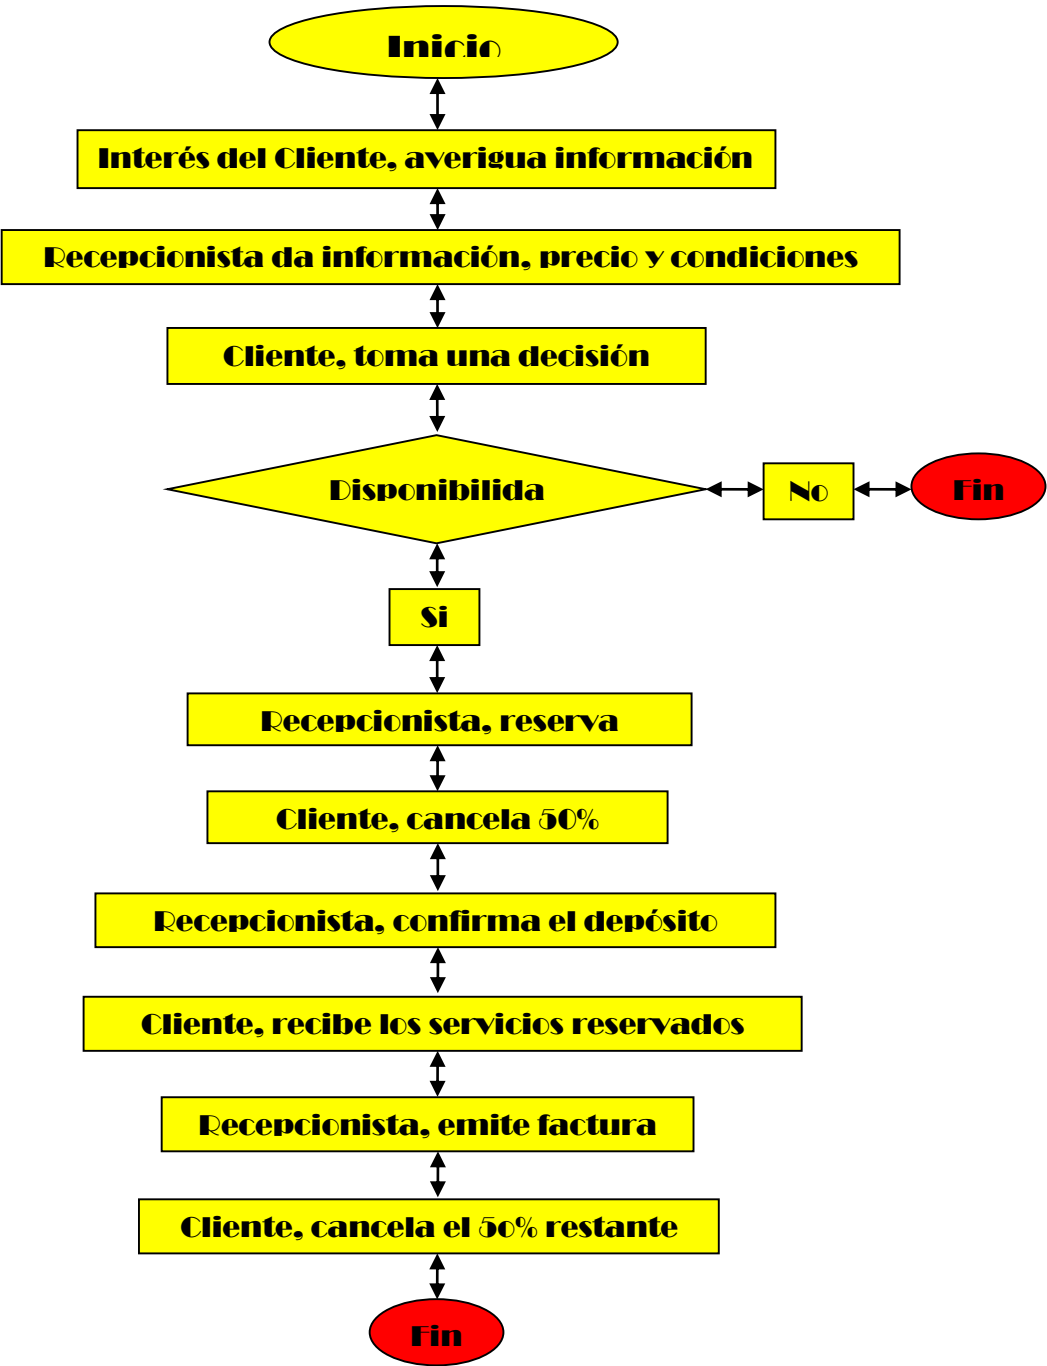 Inicio
Interés del Cliente, averigua información
Recepcionista da información, precio y condiciones
Cliente, toma una decisión
Disponibilida
No
Fin
Si
Recepcionista, reserva
Cliente, cancela 50%
Recepcionista, confirma el depósito
Cliente, recibe los servicios reservados
Recepcionista, emite factura
Cliente, cancela el 50% restante
Fin